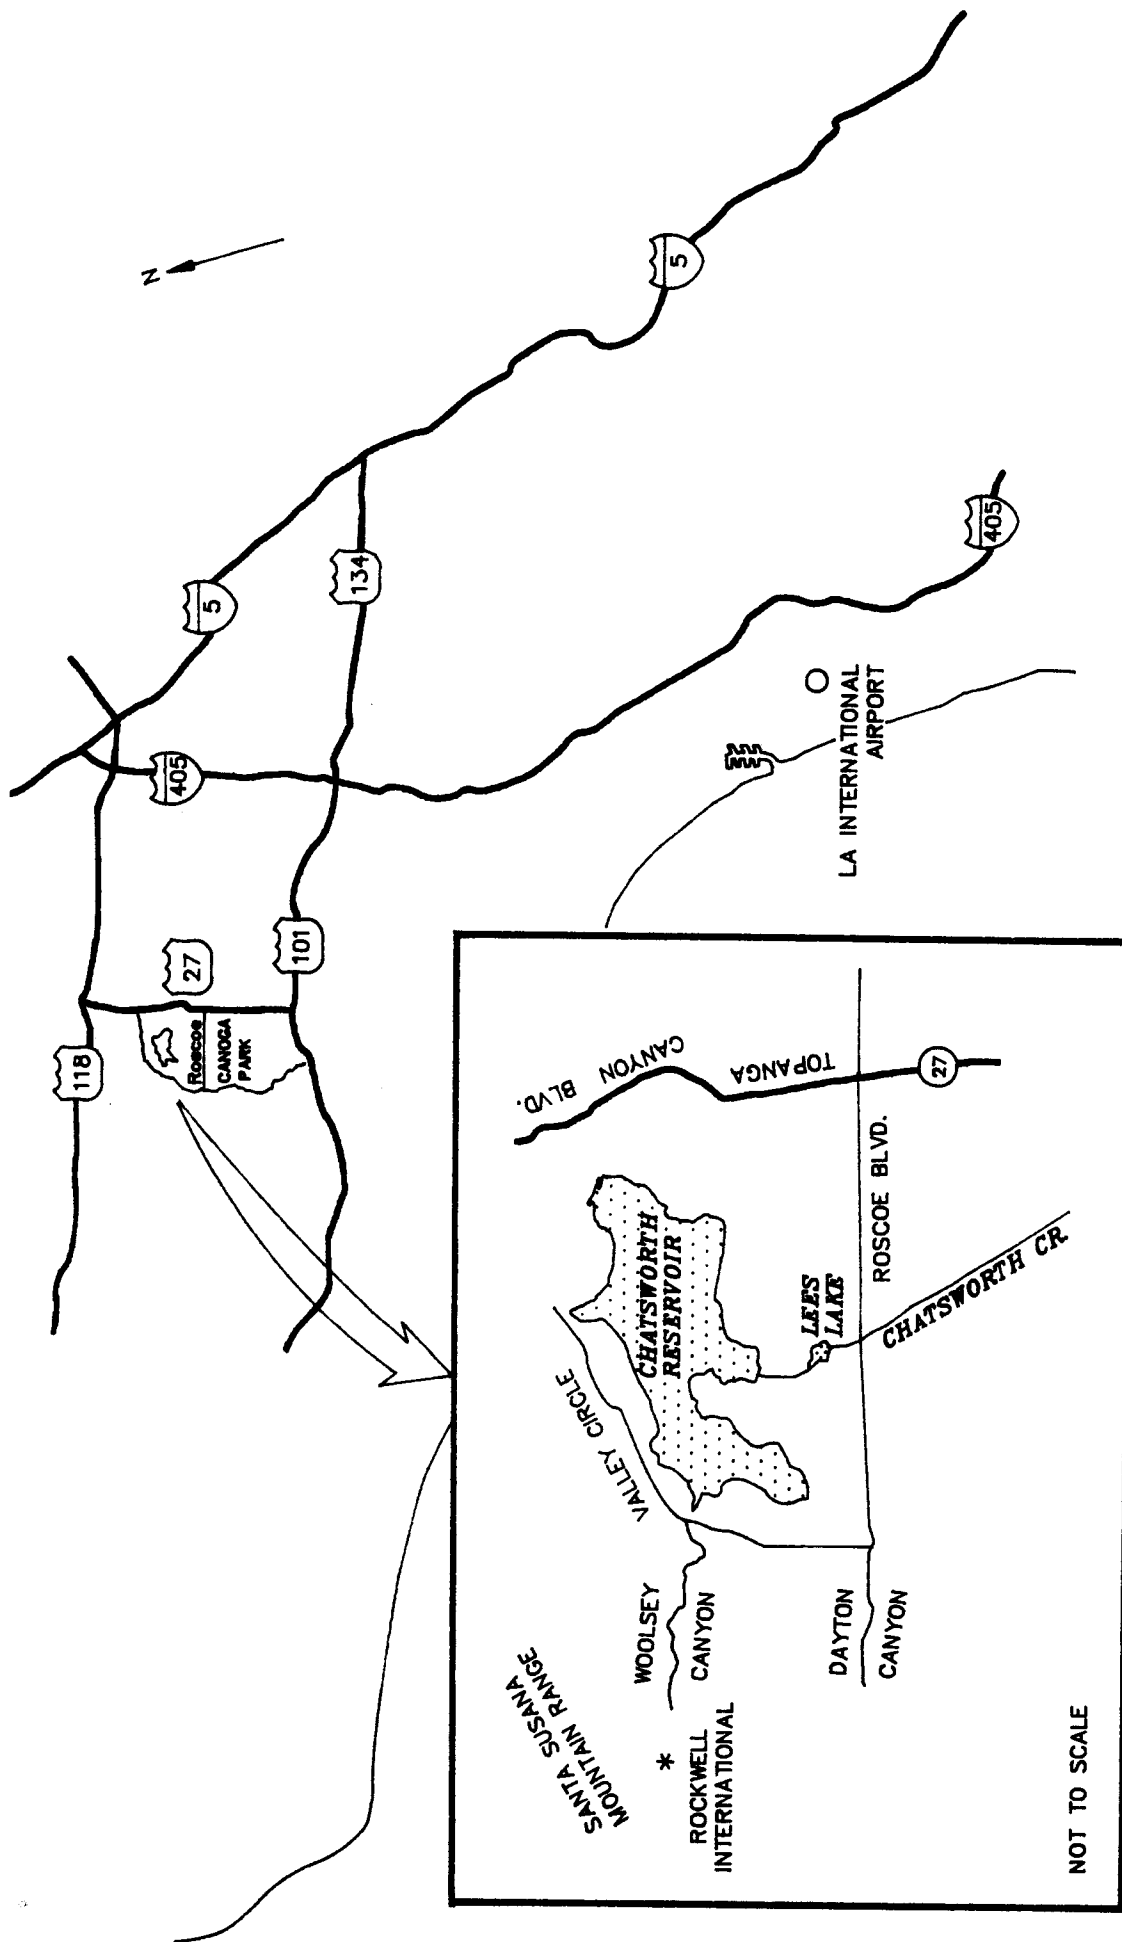 N
5
5
405
405
134
101
27
118
Roscoe
CANOGA
PARK
LA INTERNATIONAL
AIRPORT
SANTA SUSANA
MOUNTAIN RANGE
*
ROCKWELL
INTERNATIONAL
WOOLSEY
CANYON
VALLEY CIRCLE
CHATSWORTH
RESERVOIR
TOPANGA
CANYON BLVD.
27
LEES
LAKE
ROSCOE BLVD.
CHATSWORTH CR.
DAYTON
CANYON
NOT TO SCALE